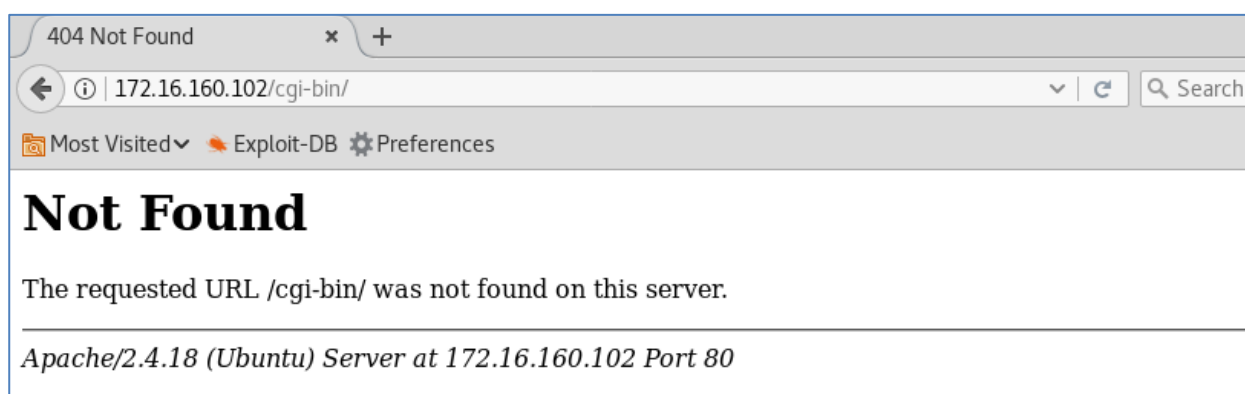 404 Not Found
172.16.160.102/cgi-bin/
Search
Most Visited Exploit-DB Preferences
Not Found
The requested URL /cgi-bin/ was not found on this server.
Apache/2.4.18 (Ubuntu) Server at 172.16.160.102 Port 80